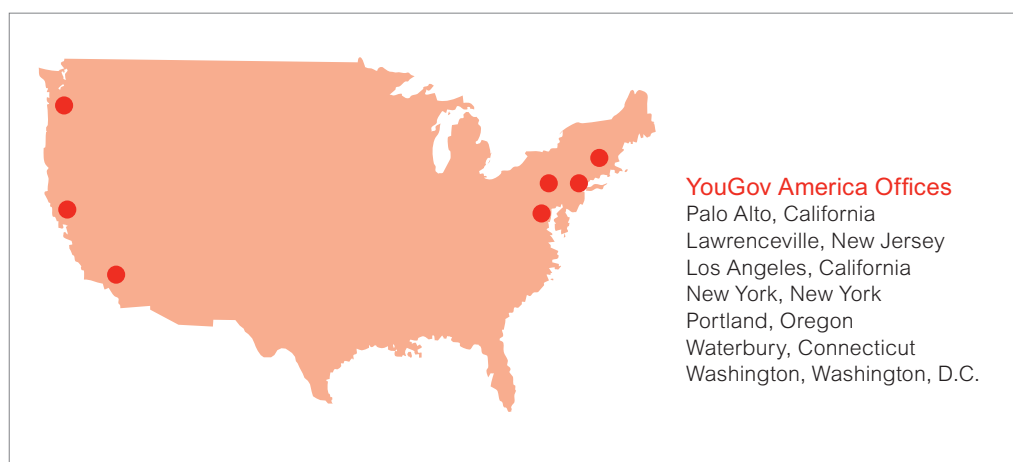 YouGov America Offices
Palo Alto, California
Lawrenceville, New Jersey
Los Angeles, California
New York, New York
Portland, Oregon
Waterbury, Connecticut
Washington, Washington, D.C.